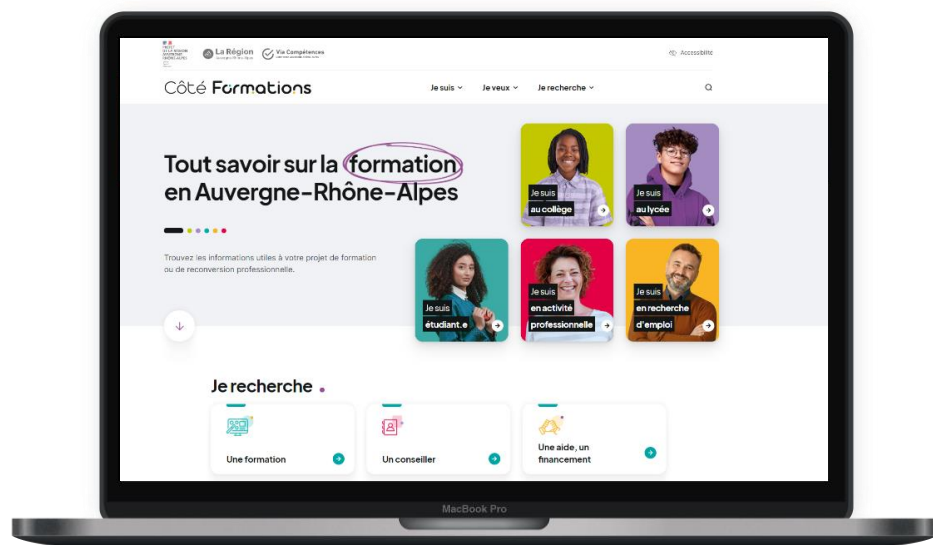 La Région
Auvergne-Rhône-Alpes
Via Compétences
Accessibilité
Côté Formations
Je suis
Je veux
Je recherche
Tout savoir sur la formation
en Auvergne-Rhône-Alpes
Trouvez les informations utiles à votre projet de formation
ou de reconversion professionnelle.
Je suis
au collège
Je suis
au lycée
Je suis
étudiant.e
Je suis
en activité
professionnelle
Je suis
en recherche
d'emploi
Je recherche
Une formation
Un conseiller
Une aide, un
financement
MacBook Pro